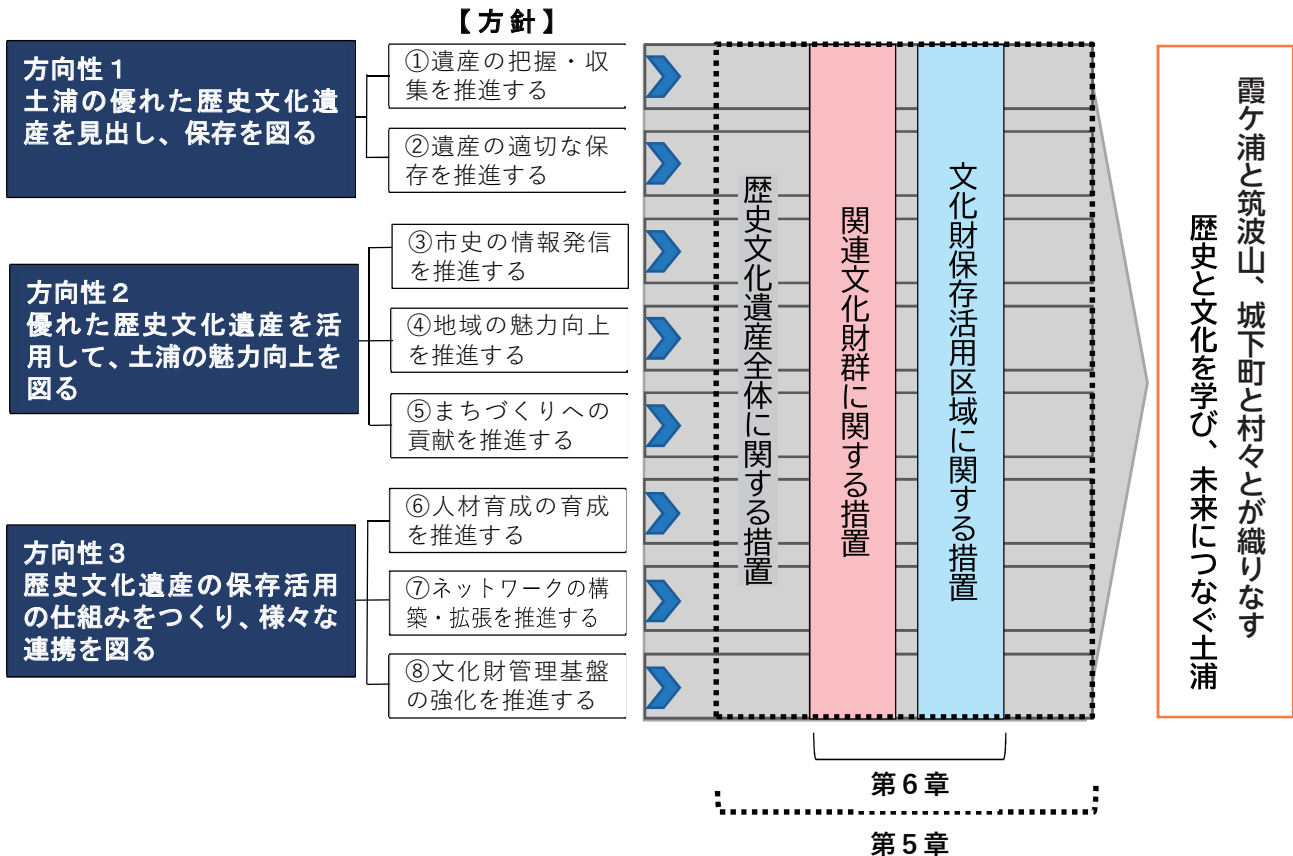 【方針】
方向性１
土浦の優れた歴史文化遺
産を見出し、保存を図る
①遺産の把握・収
集を推進する
②遺産の適切な保
存を推進する
方向性２
優れた歴史文化遺産を活
用して、土浦の魅力向上を
図る
③市史の情報発信
を推進する
④地域の魅力向上
を推進する
⑤まちづくりへの
貢献を推進する
方向性３
歴史文化遺産の保存活用
の仕組みをつくり、様々な
連携を図る
⑥人材育成の育成
を推進する
⑦ネットワークの構
築・拡張を推進する
⑧文化財管理基盤
の強化を推進する
歴史文化遺産全体に関する措置
関連文化財群に関する措置
文化財保存活用区域に関する措置
霞ケ浦と筑波山、城下町と村々とが織りなす
歴史と文化を学び、未来につなぐ土浦
第６章
第５章